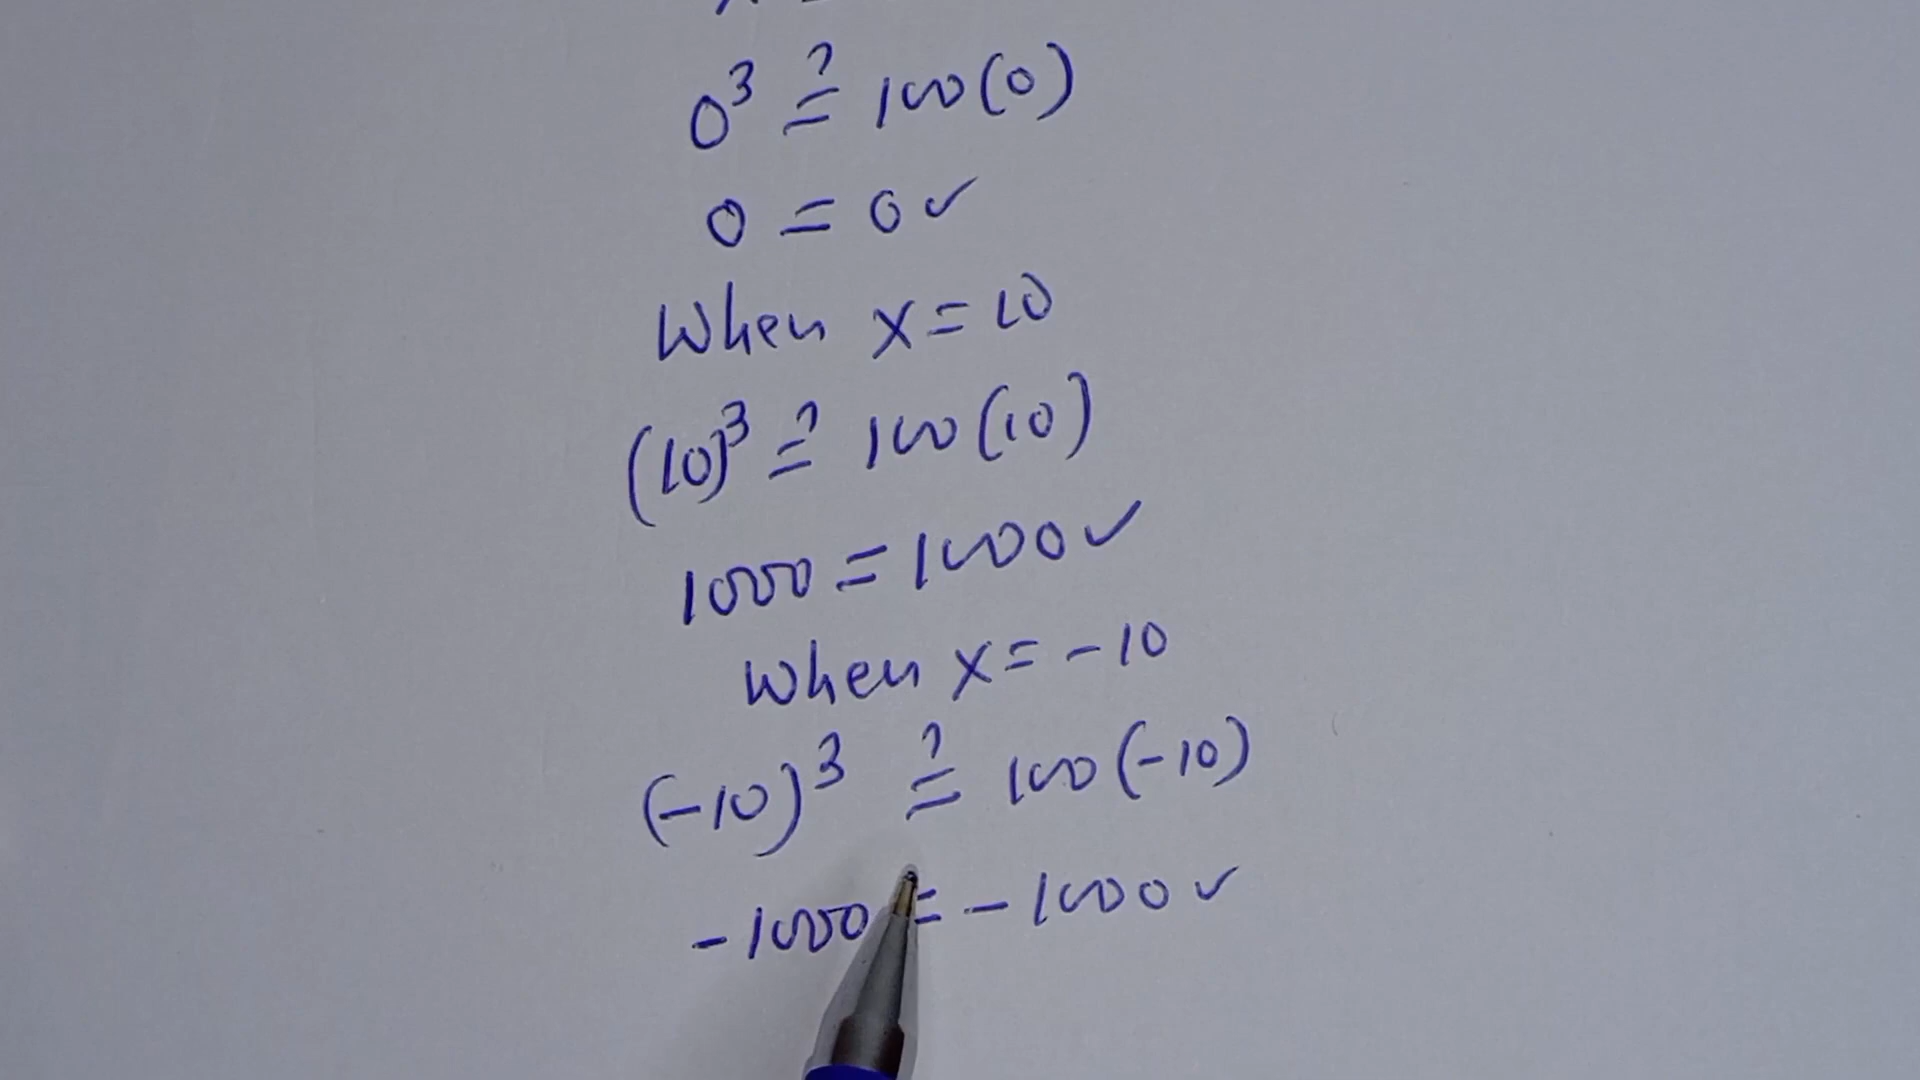 0³ ≟ 100(0)
0 = 0✓
When x=10
(10)³ ≟ 100(10)
1000 = 1000✓
When x= -10
(-10)³ ≟ 100(-10)
-1000 = -1000✓